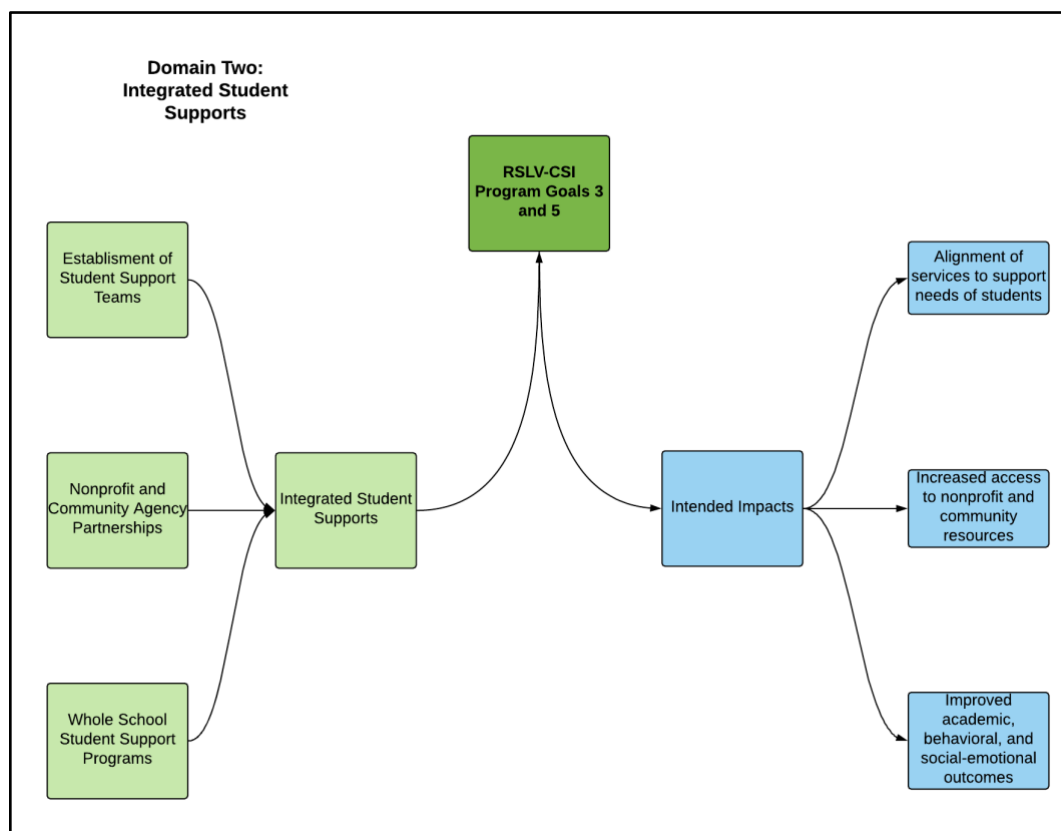 Domain Two:
Integrated Student
Supports
RSLV-CSI
Program Goals 3
and 5
Establisment of
Student Support
Teams
Nonprofit and
Community Agency
Partnerships
Whole School
Student Support
Programs
Integrated Student
Supports
Intended Impacts
Alignment of
services to support
needs of students
Increased access
to nonprofit and
community
resources
Improved
academic,
behavioral, and
social-emotional
outcomes